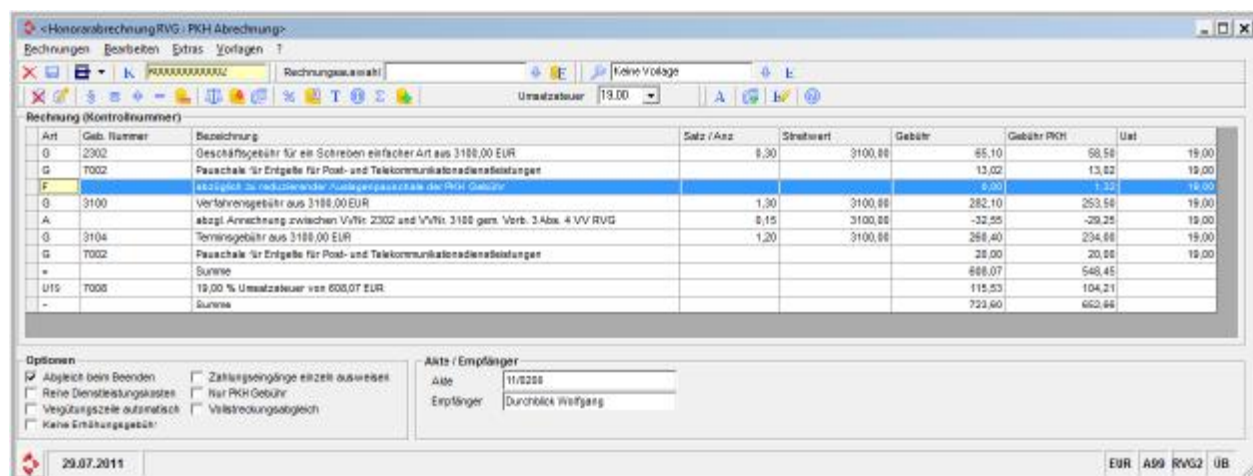 <Honorarabrechnung RVG : PKH Abrechnung>
Rechnungen Bearbeiten Extras Vorlagen ?
K Rechnungsauswahl E Keine Vorlage E
§ % T Σ Umsatzsteuer 19.00 A
Rechnung (Kontrollnummer)
Art Geb. Nummer Bezeichnung Satz / Anz Streitwert Gebühr Gebühr PKH Ust
G 2302 Geschäftsgebühr für ein Schreiben einfacher Art aus 3100,00 EUR 0,30 3100,00 65,10 58,50 19,00
G 7002 Pauschale für Entgelte für Post- und Telekommunikationsdienstleistungen 13,02 13,02 19,00
F abzüglich zu reduzierender Auslagenpauschale der PKH Gebühr 0,00 1,32 19,00
G 3100 Verfahrensgebühr aus 3100,00 EUR 1,30 3100,00 282,10 253,50 19,00
A abzgl. Anrechnung zwischen VVNr. 2302 und VVNr. 3100 gem. Vorb. 3 Abs. 4 VV RVG 0,15 3100,00 -32,55 -29,25 19,00
G 3104 Terminsgebühr aus 3100,00 EUR 1,20 3100,00 260,40 234,00 19,00
G 7002 Pauschale für Entgelte für Post- und Telekommunikationsdienstleistungen 20,00 20,00 19,00
= Summe 608,07 548,45
U19 7008 19,00 % Umsatzsteuer von 608,07 EUR 115,53 104,21
= Summe 723,60 652,66
Optionen Akte / Empfänger
Abgleich beim Beenden Zahlungseingänge einzeln ausweisen Akte 11/0200
Reine Dienstleistungskosten Nur PKH Gebühr Empfänger Durchblick Wolfgang
Vergütungszeile automatisch Vollstreckungsabgleich
Keine Erhöhungsgebühr
29.07.2011 EUR A99 RVG2 ÜB